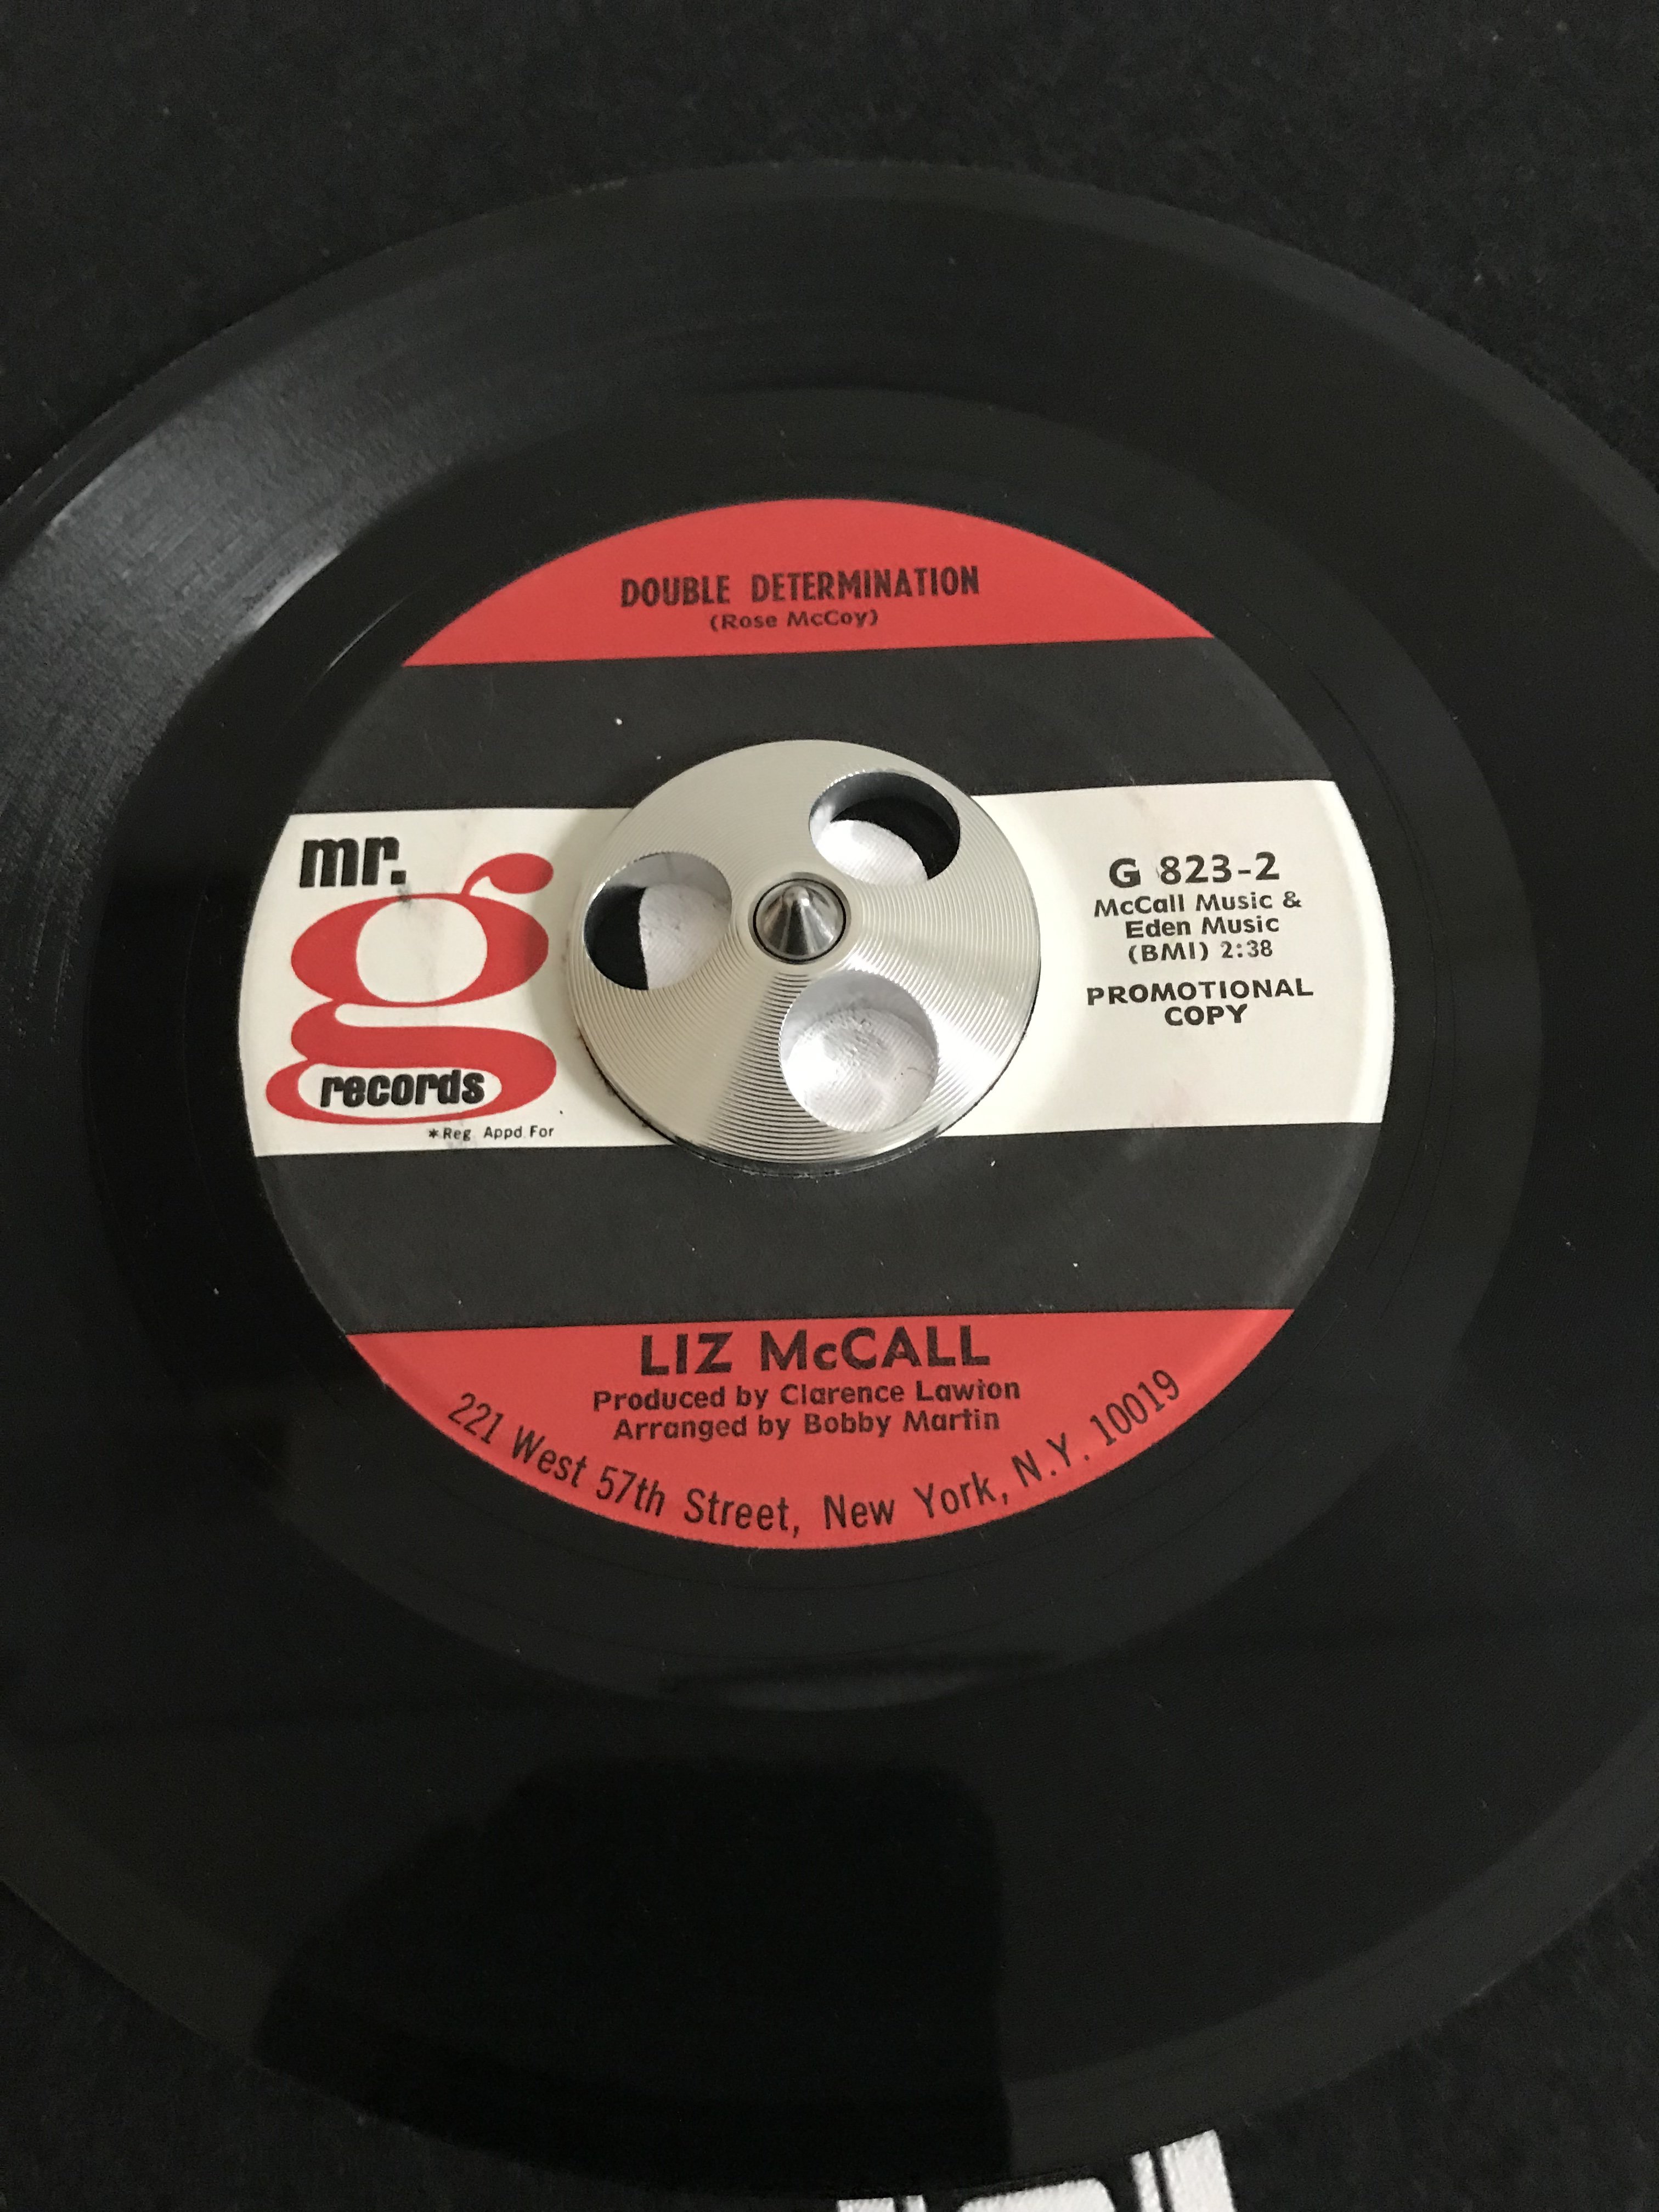 DOUBLE DETERMINATION
(Rose McCoy)
mr.
g
records
*Reg. Appd. For
G 823-2
McCall Music &
Eden Music
(BMI) 2:38
PROMOTIONAL
COPY
LIZ McCALL
Produced by Clarence Lawton
Arranged by Bobby Martin
221 West 57th Street, New York, N.Y. 10019